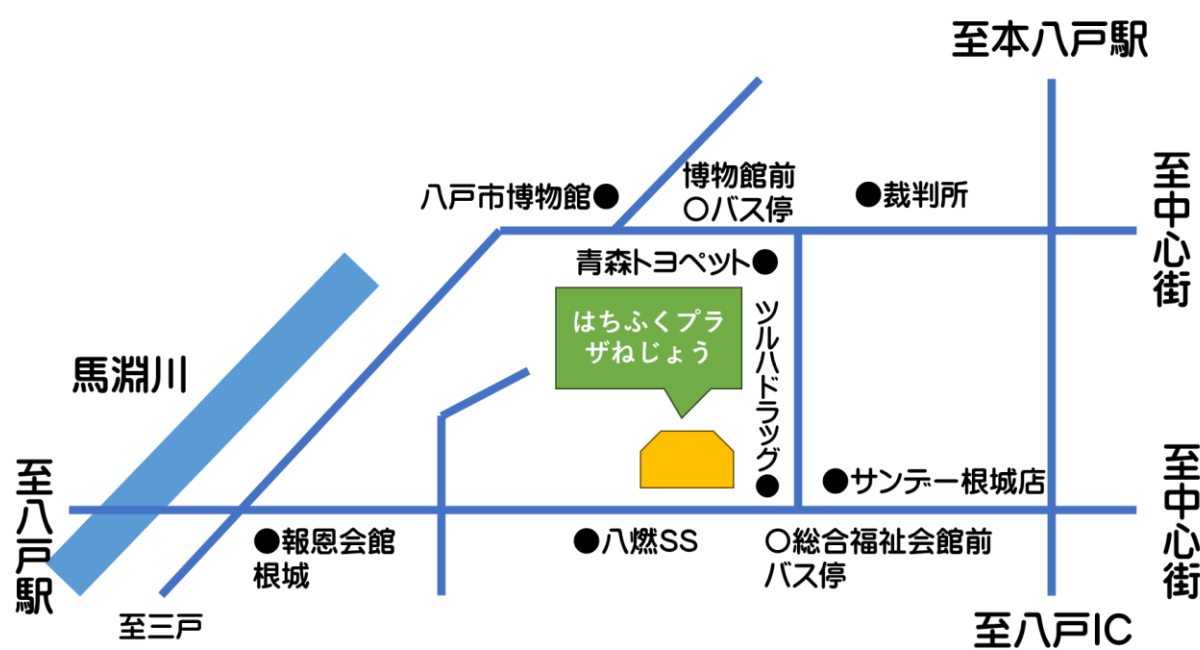 至本八戸駅
博物館前
○バス停
八戸市博物館●
●裁判所
至中心街
青森トヨペット●
はちふくプラ
ザねじょう
ツルハドラッグ●
馬淵川
至八戸駅
●サンデー根城店
至中心街
●報恩会館
根城
●八燃SS
○総合福祉会館前
バス停
至三戸
至八戸IC